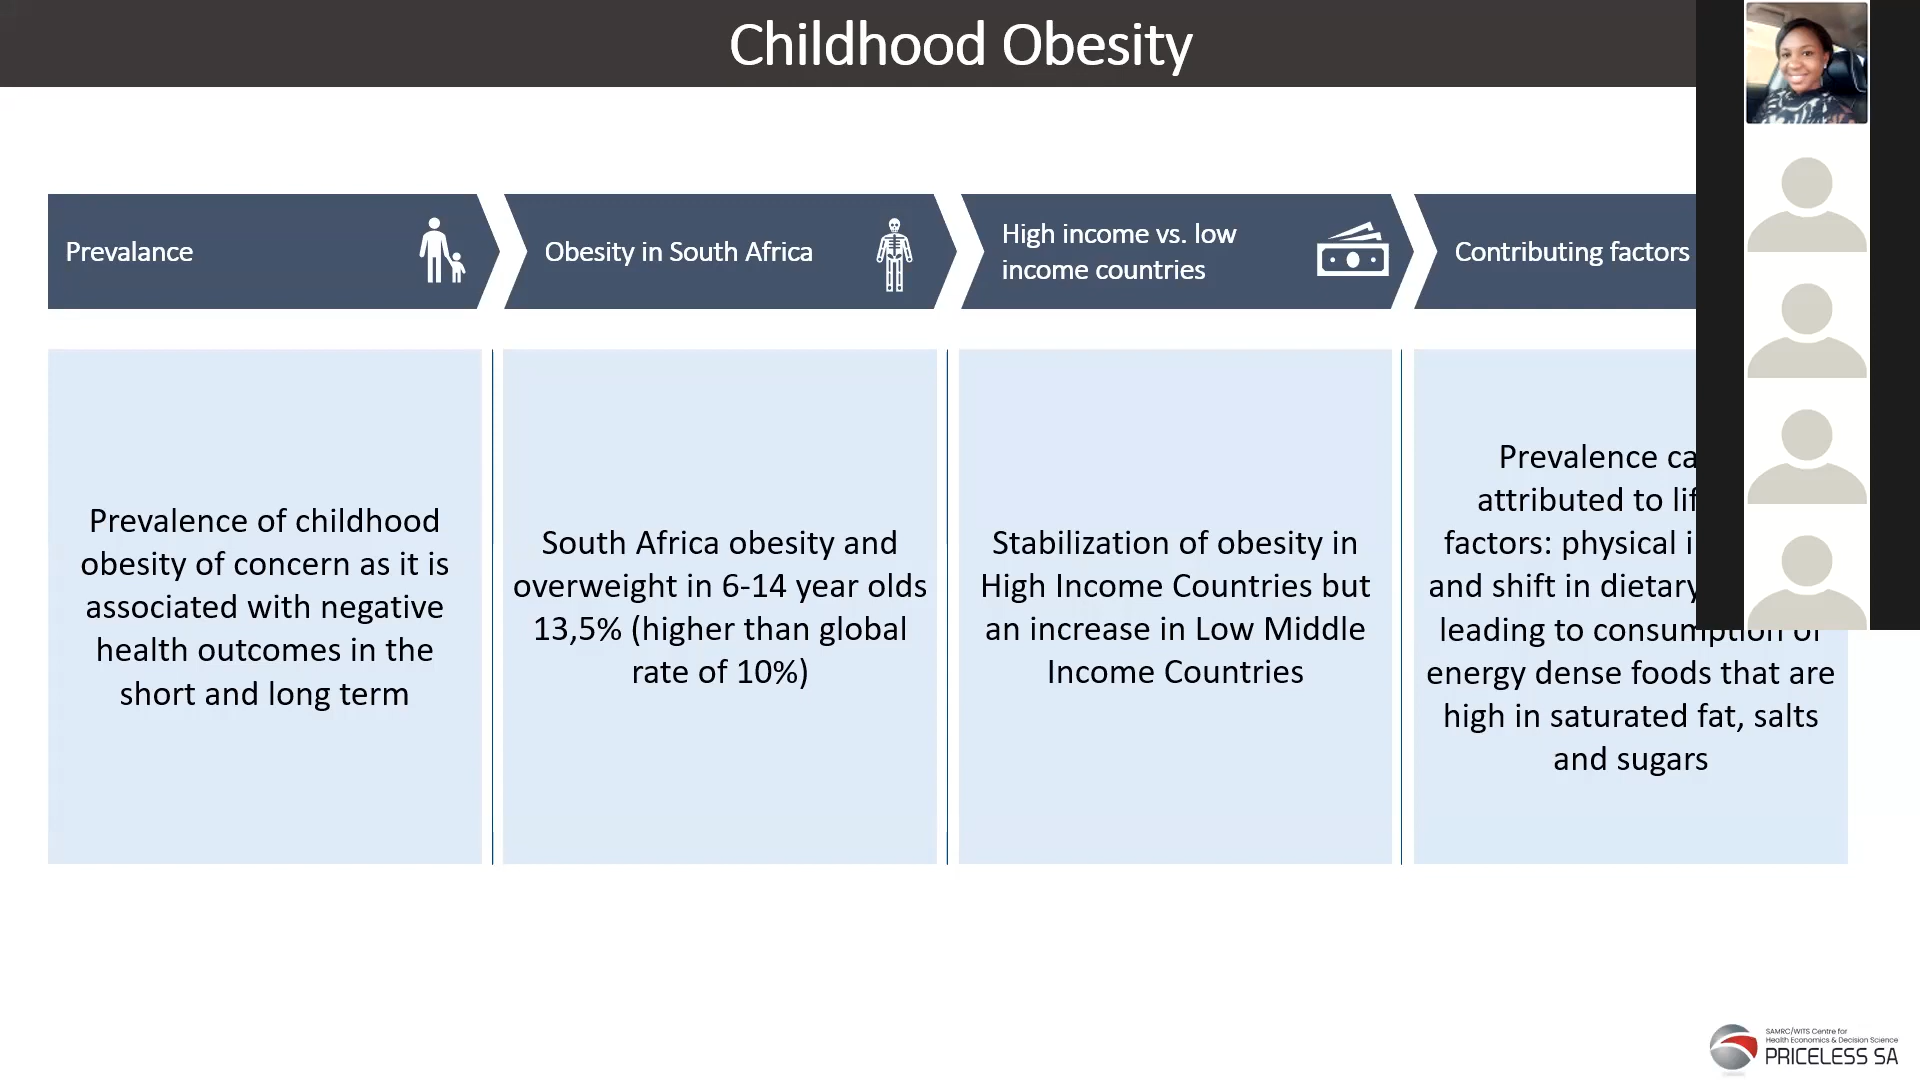 Childhood Obesity
Prevalance
Obesity in South Africa
High income vs. low
income countries
Contributing factors
Prevalence of childhood
obesity of concern as it is
associated with negative
health outcomes in the
short and long term
South Africa obesity and
overweight in 6-14 year olds
13,5% (higher than global
rate of 10%)
Stabilization of obesity in
High Income Countries but
an increase in Low Middle
Income Countries
Prevalence
attributed to
factors: physical
and shift in dietary
leading to consumption of
energy dense foods that are
high in saturated fat, salts
and sugars
SAMRC/WITS Centre for
Health Economics & Decision Science
PRICELESS SA